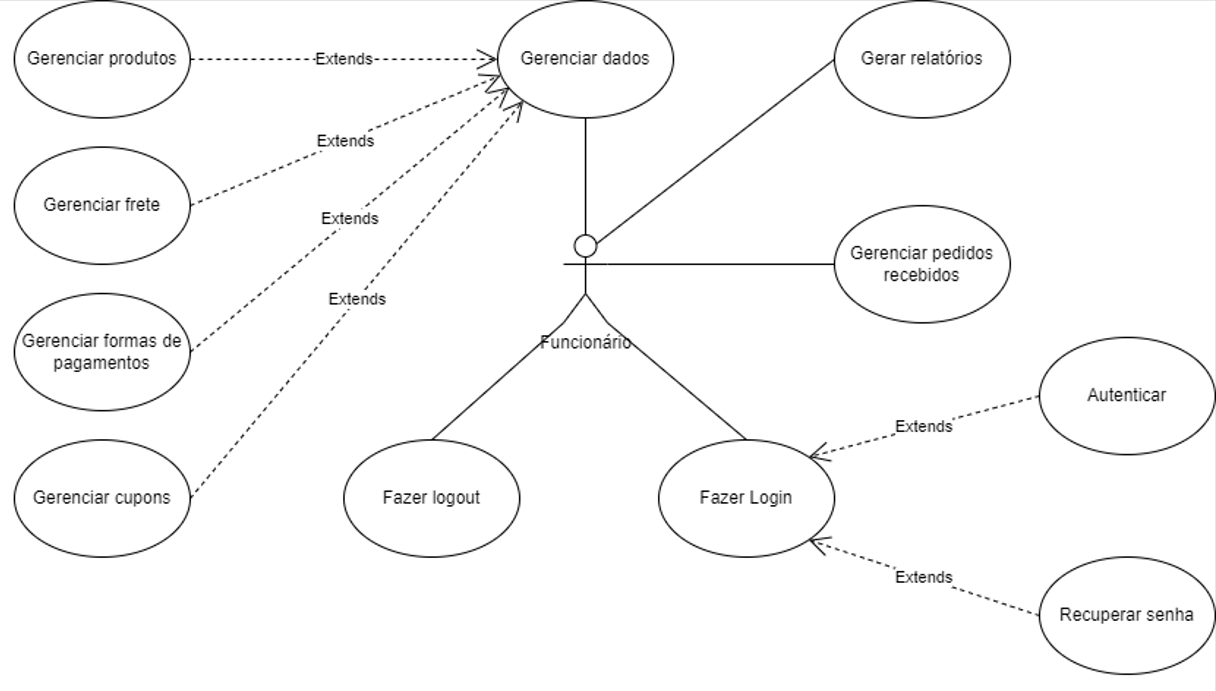 Gerenciar produtos
Extends
Gerenciar dados
Gerar relatórios
Extends
Gerenciar frete
Extends
Gerenciar pedidos
recebidos
Extends
Gerenciar formas de
pagamentos
Funcionário
Autenticar
Extends
Gerenciar cupons
Fazer logout
Fazer Login
Extends
Recuperar senha